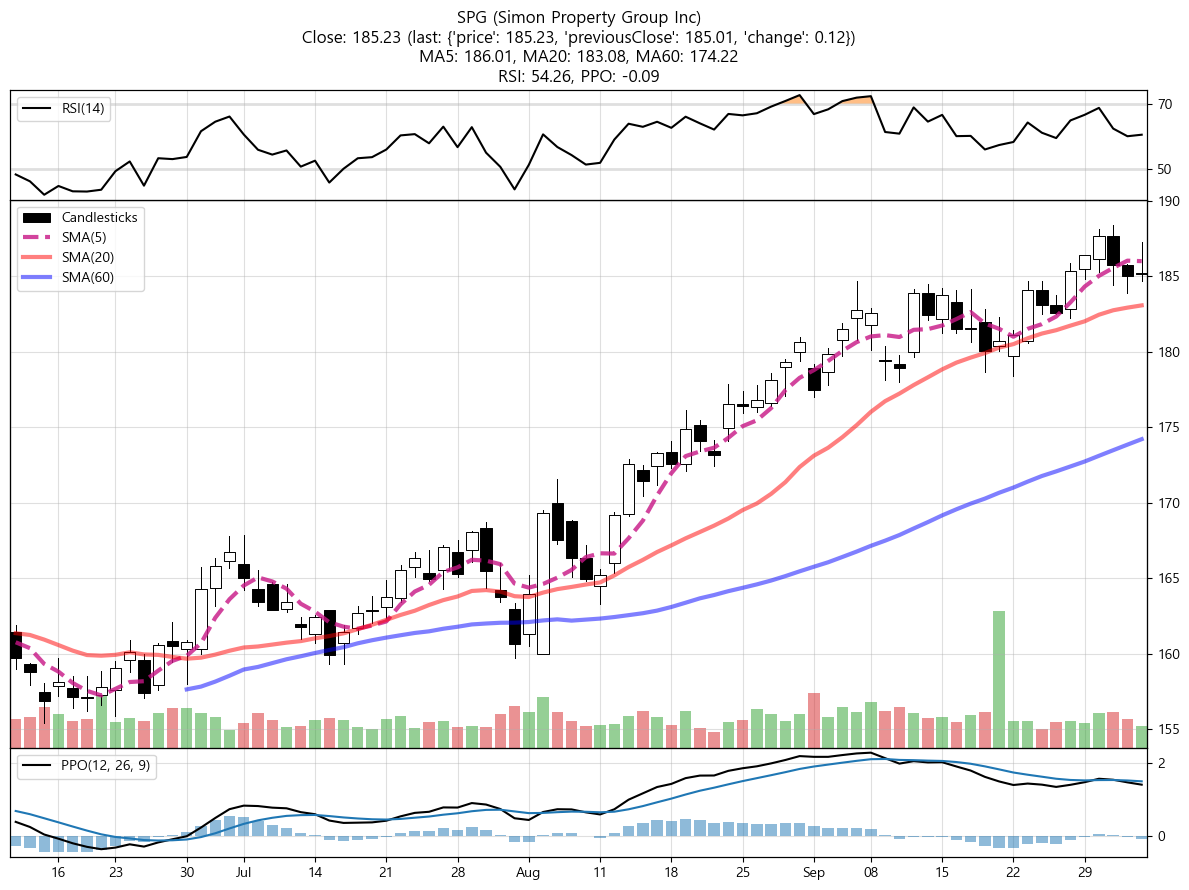 SPG (Simon Property Group Inc)
Close: 185.23 (last: {'price': 185.23, 'previousClose': 185.01, 'change': 0.12})
MA5: 186.01, MA20: 183.08, MA60: 174.22
RSI: 54.26, PPO: -0.09
RSI(14)
70
50
Candlesticks
SMA(5)
SMA(20)
SMA(60)
190
185
180
175
170
165
160
155
PPO(12, 26, 9)
2
0
16 23 30 Jul 14 21 28 Aug 11 18 25 Sep 08 15 22 29